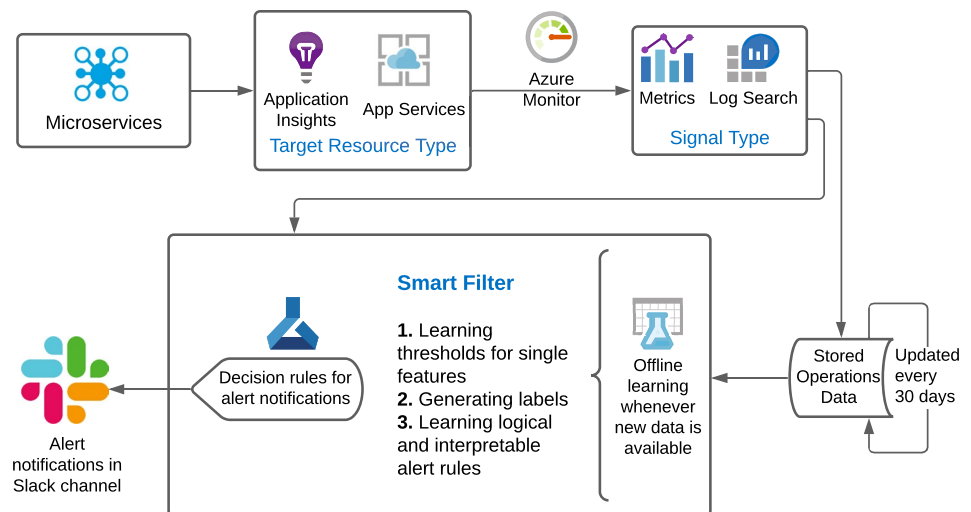 Microservices
Application
Insights
App Services
Target Resource Type
Azure
Monitor
Metrics
Log Search
Signal Type
Smart Filter
1. Learning
thresholds for single
features
2. Generating labels
3. Learning logical
and interpretable
alert rules
Decision rules for
alert notifications
Offline
learning
whenever
new data is
available
Stored
Operations
Data
Updated
every
30 days
Alert
notifications in
Slack channel